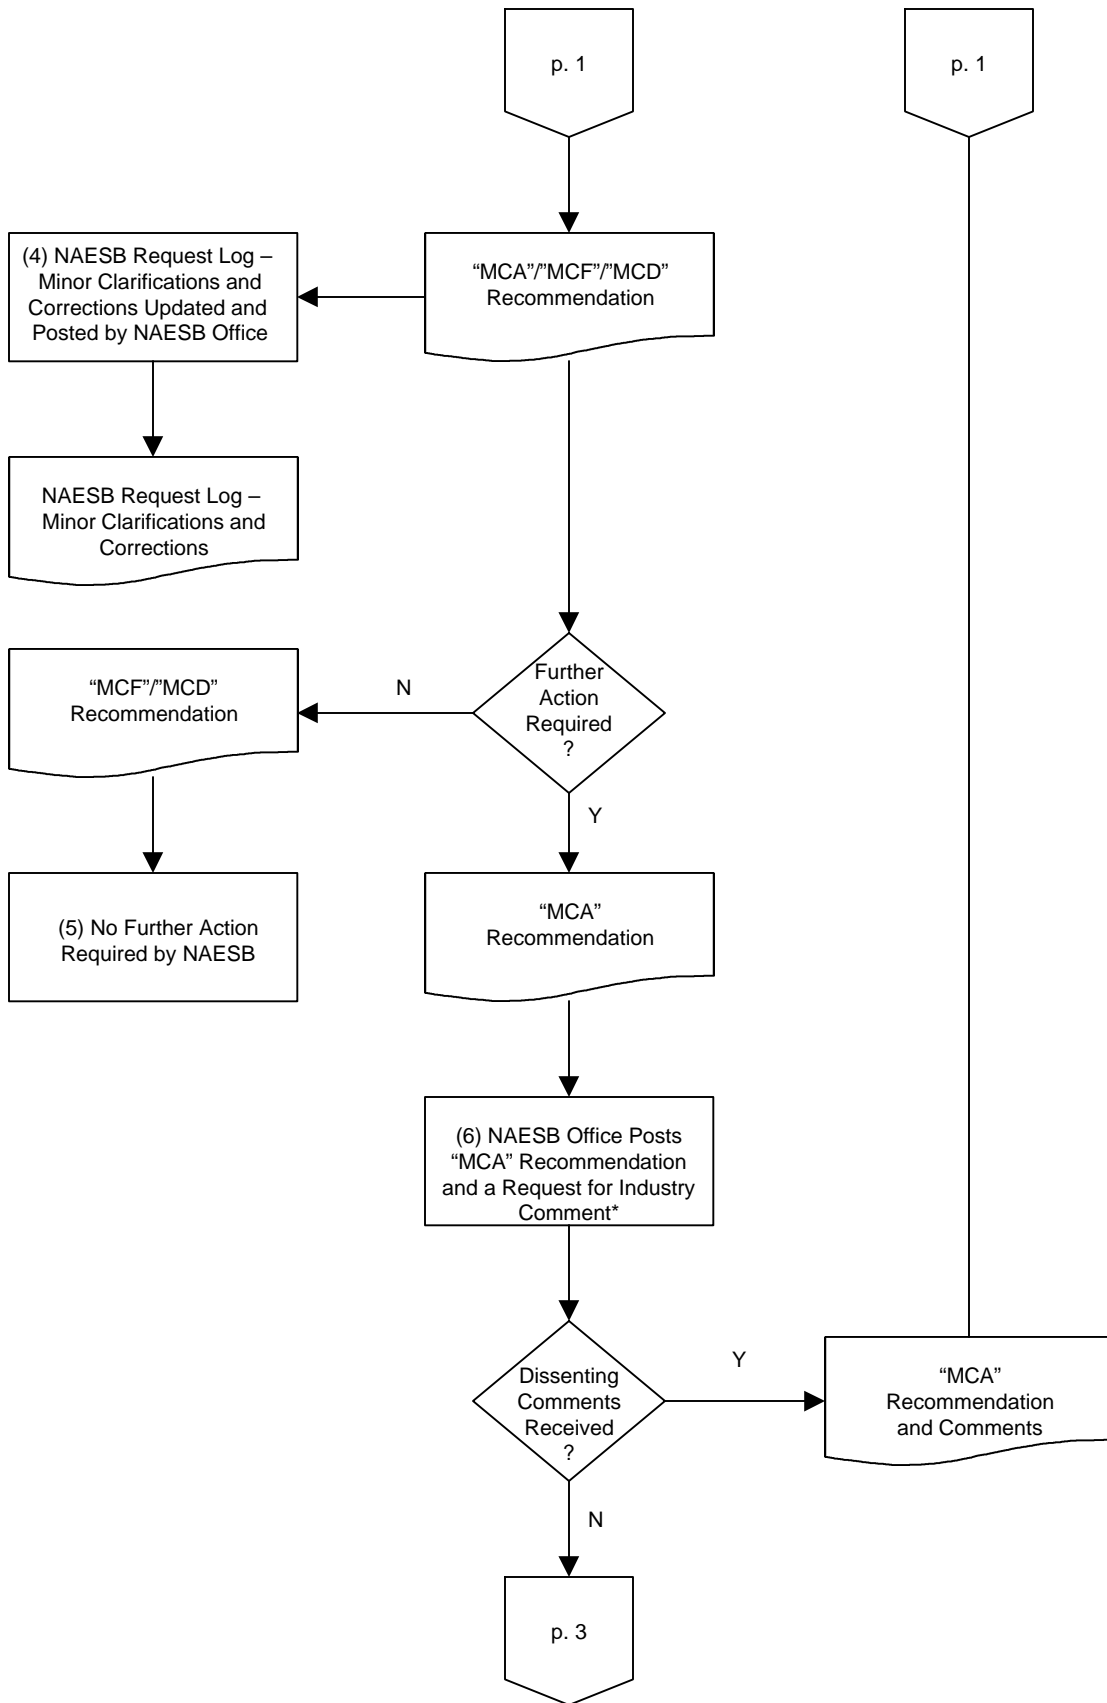 p. 1
p. 1
(4) NAESB Request Log –
Minor Clarifications and
Corrections Updated and
Posted by NAESB Office
“MCA”/”MCF”/”MCD”
Recommendation
NAESB Request Log –
Minor Clarifications and
Corrections
“MCF”/”MCD”
Recommendation
N
Further
Action
Required
?
Y
(5) No Further Action
Required by NAESB
“MCA”
Recommendation
(6) NAESB Office Posts
“MCA” Recommendation
and a Request for Industry
Comment*
Dissenting
Comments
Received
?
Y
“MCA”
Recommendation
and Comments
N
p. 3